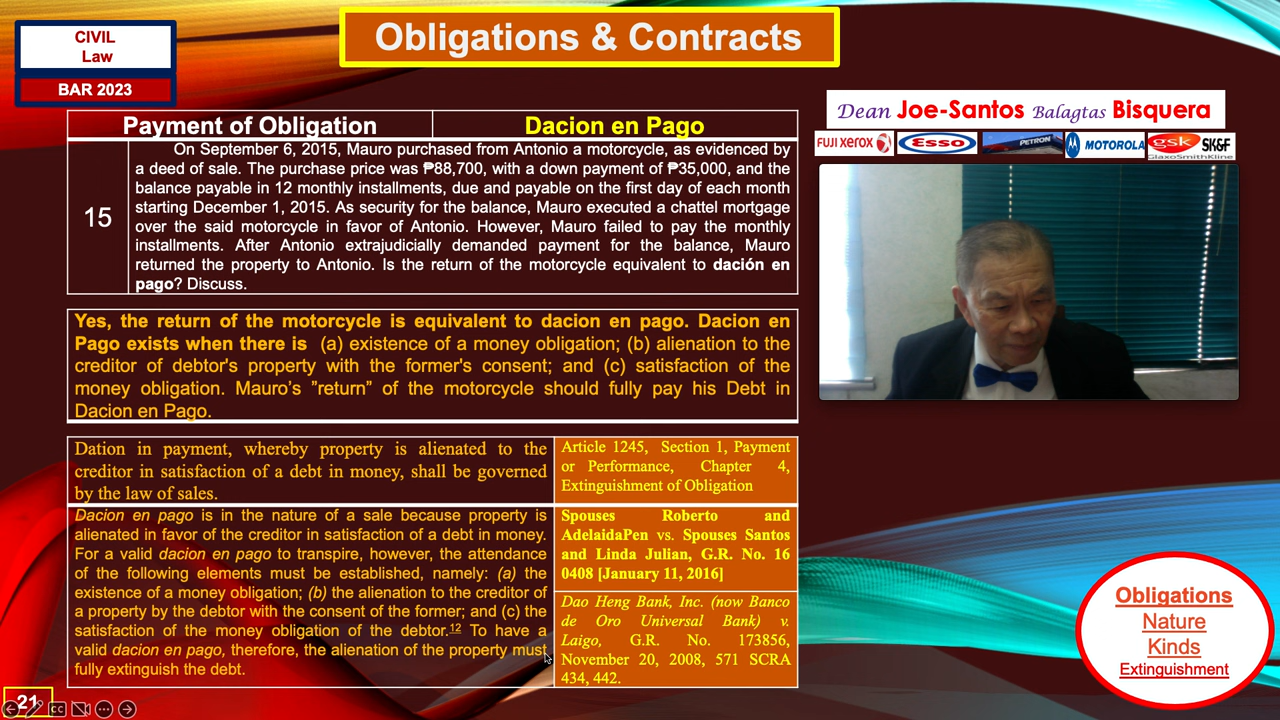 CIVIL
Law
BAR 2023
Obligations & Contracts
Dean Joe-Santos Balagtas Bisquera
FUJI XEROX
Esso
PETRON
MOTOROLA
gsk SK&F
GlaxoSmithKline
Payment of Obligation
Dacion en Pago
15
On September 6, 2015, Mauro purchased from Antonio a motorcycle, as evidenced by
a deed of sale. The purchase price was ₱88,700, with a down payment of ₱35,000, and the
balance payable in 12 monthly installments, due and payable on the first day of each month
starting December 1, 2015. As security for the balance, Mauro executed a chattel mortgage
over the said motorcycle in favor of Antonio. However, Mauro failed to pay the monthly
installments. After Antonio extrajudicially demanded payment for the balance, Mauro
returned the property to Antonio. Is the return of the motorcycle equivalent to dación en
pago? Discuss.
Yes, the return of the motorcycle is equivalent to dacion en pago. Dacion en
Pago exists when there is (a) existence of a money obligation; (b) alienation to the
creditor of debtor's property with the former's consent; and (c) satisfaction of the
money obligation. Mauro's ”return” of the motorcycle should fully pay his Debt in
Dacion en Pago.
Dation in payment, whereby property is alienated to the
creditor in satisfaction of a debt in money, shall be governed
by the law of sales.
Article 1245, Section 1, Payment
or Performance, Chapter 4,
Extinguishment of Obligation
Dacion en pago is in the nature of a sale because property is
alienated in favor of the creditor in satisfaction of a debt in money.
For a valid dacion en pago to transpire, however, the attendance
of the following elements must be established, namely: (a) the
existence of a money obligation; (b) the alienation to the creditor of
a property by the debtor with the consent of the former; and (c) the
satisfaction of the money obligation of the debtor.12 To have a
valid dacion en pago, therefore, the alienation of the property must
fully extinguish the debt.
Spouses Roberto and
AdelaidaPen vs. Spouses Santos
and Linda Julian, G.R. No. 16
0408 [January 11, 2016]
Dao Heng Bank, Inc. (now Banco
de Oro Universal Bank) v.
Laigo, G.R. No. 173856,
November 20, 2008, 571 SCRA
434, 442.
Obligations
Nature
Kinds
Extinguishment
21
CC